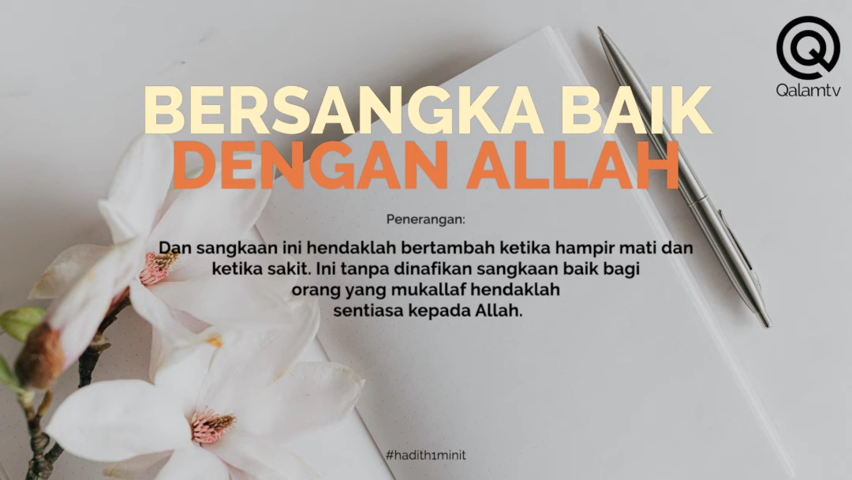 Qalamtv
BERSANGKA BAIK
DENGAN ALLAH
Penerangan:
Dan sangkaan ini hendaklah bertambah ketika hampir mati dan
ketika sakit. Ini tanpa dinafikan sangkaan baik bagi
orang yang mukallaf hendaklah
sentiasa kepada Allah.
#hadith1minit